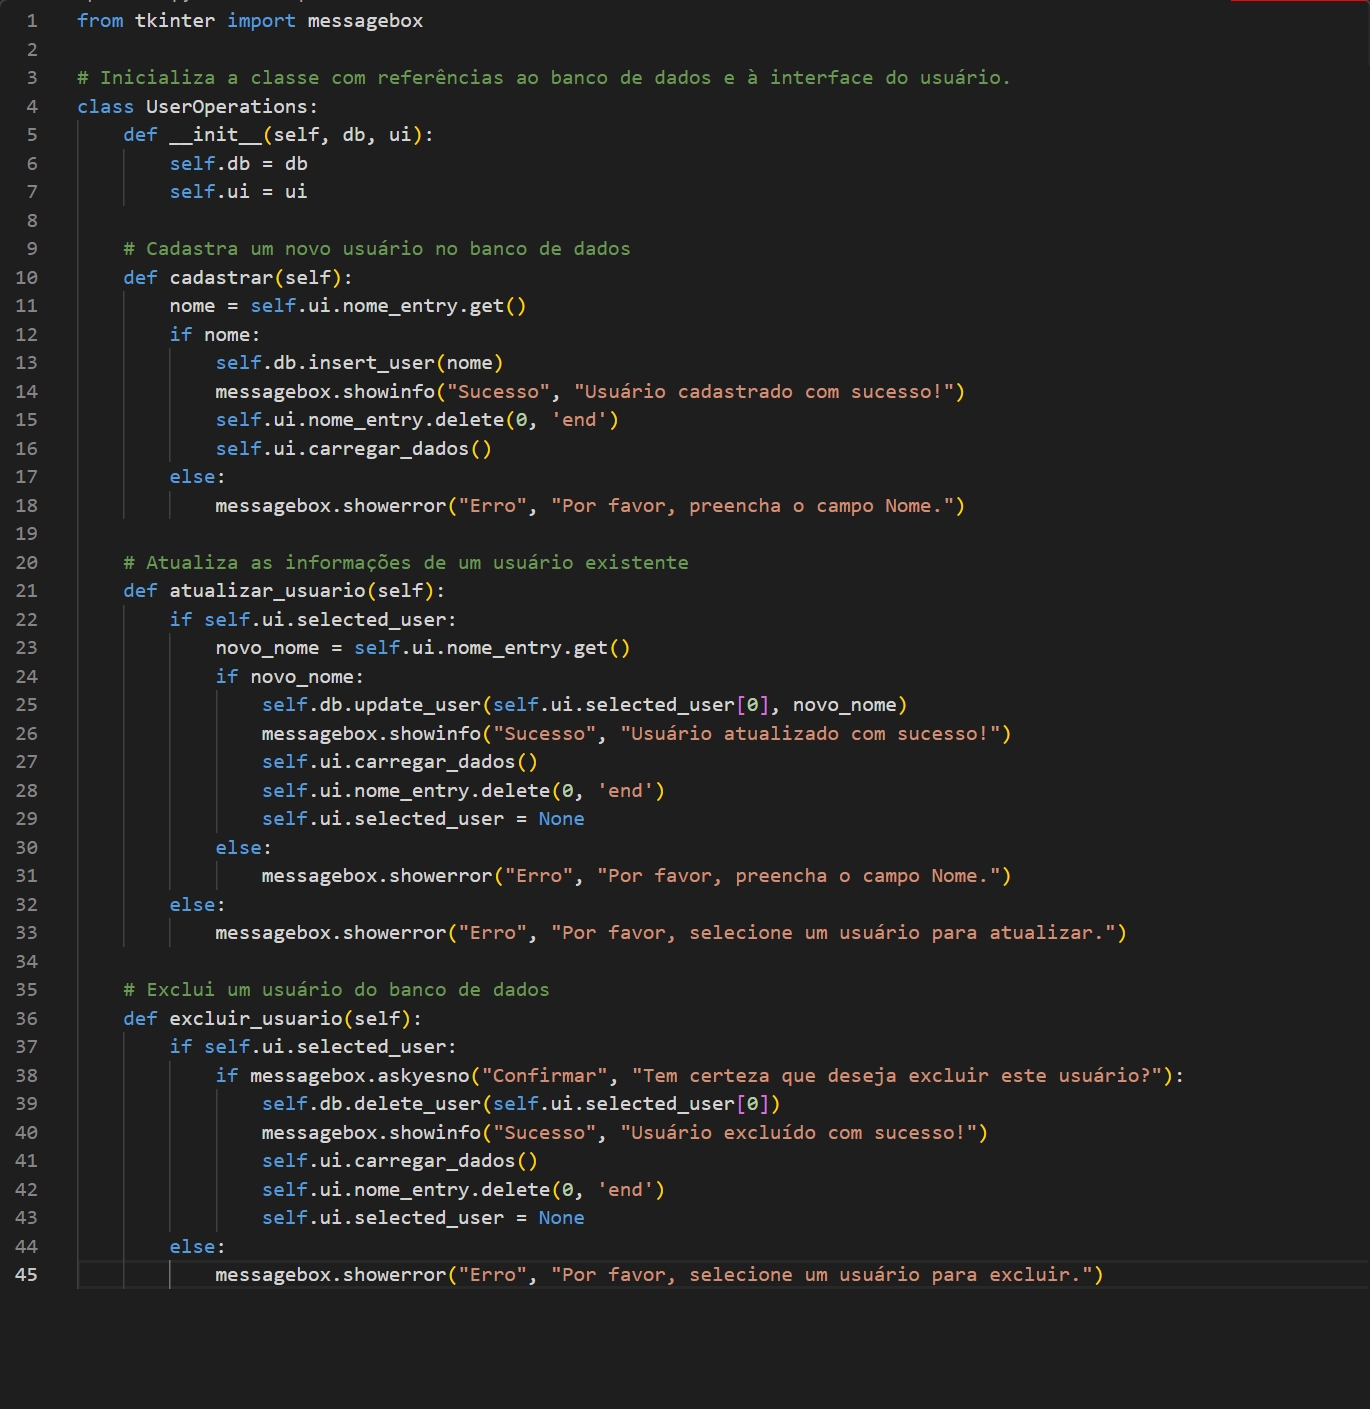 1 from tkinter import messagebox
2
3 # Inicializa a classe com referências ao banco de dados e à interface do usuário.
4 class UserOperations:
5     def __init__(self, db, ui):
6         self.db = db
7         self.ui = ui
8
9     # Cadastra um novo usuário no banco de dados
10     def cadastrar(self):
11         nome = self.ui.nome_entry.get()
12         if nome:
13             self.db.insert_user(nome)
14             messagebox.showinfo("Sucesso", "Usuário cadastrado com sucesso!")
15             self.ui.nome_entry.delete(0, 'end')
16             self.ui.carregar_dados()
17         else:
18             messagebox.showerror("Erro", "Por favor, preencha o campo Nome.")
19
20     # Atualiza as informações de um usuário existente
21     def atualizar_usuario(self):
22         if self.ui.selected_user:
23             novo_nome = self.ui.nome_entry.get()
24             if novo_nome:
25                 self.db.update_user(self.ui.selected_user[0], novo_nome)
26                 messagebox.showinfo("Sucesso", "Usuário atualizado com sucesso!")
27                 self.ui.carregar_dados()
28                 self.ui.nome_entry.delete(0, 'end')
29                 self.ui.selected_user = None
30             else:
31                 messagebox.showerror("Erro", "Por favor, preencha o campo Nome.")
32         else:
33             messagebox.showerror("Erro", "Por favor, selecione um usuário para atualizar.")
34
35     # Exclui um usuário do banco de dados
36     def excluir_usuario(self):
37         if self.ui.selected_user:
38             if messagebox.askyesno("Confirmar", "Tem certeza que deseja excluir este usuário?"):
39                 self.db.delete_user(self.ui.selected_user[0])
40                 messagebox.showinfo("Sucesso", "Usuário excluído com sucesso!")
41                 self.ui.carregar_dados()
42                 self.ui.nome_entry.delete(0, 'end')
43                 self.ui.selected_user = None
44         else:
45             messagebox.showerror("Erro", "Por favor, selecione um usuário para excluir.")